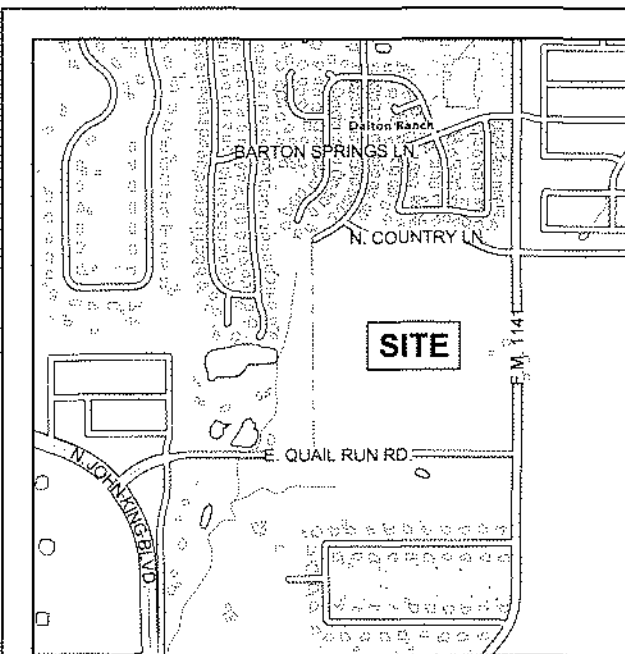 Dalton Ranch
BARTON SPRINGS LN.
N. COUNTRY LN.
SITE
F.M. 1141
E. QUAIL RUN RD.
N. JOHN KING BLVD